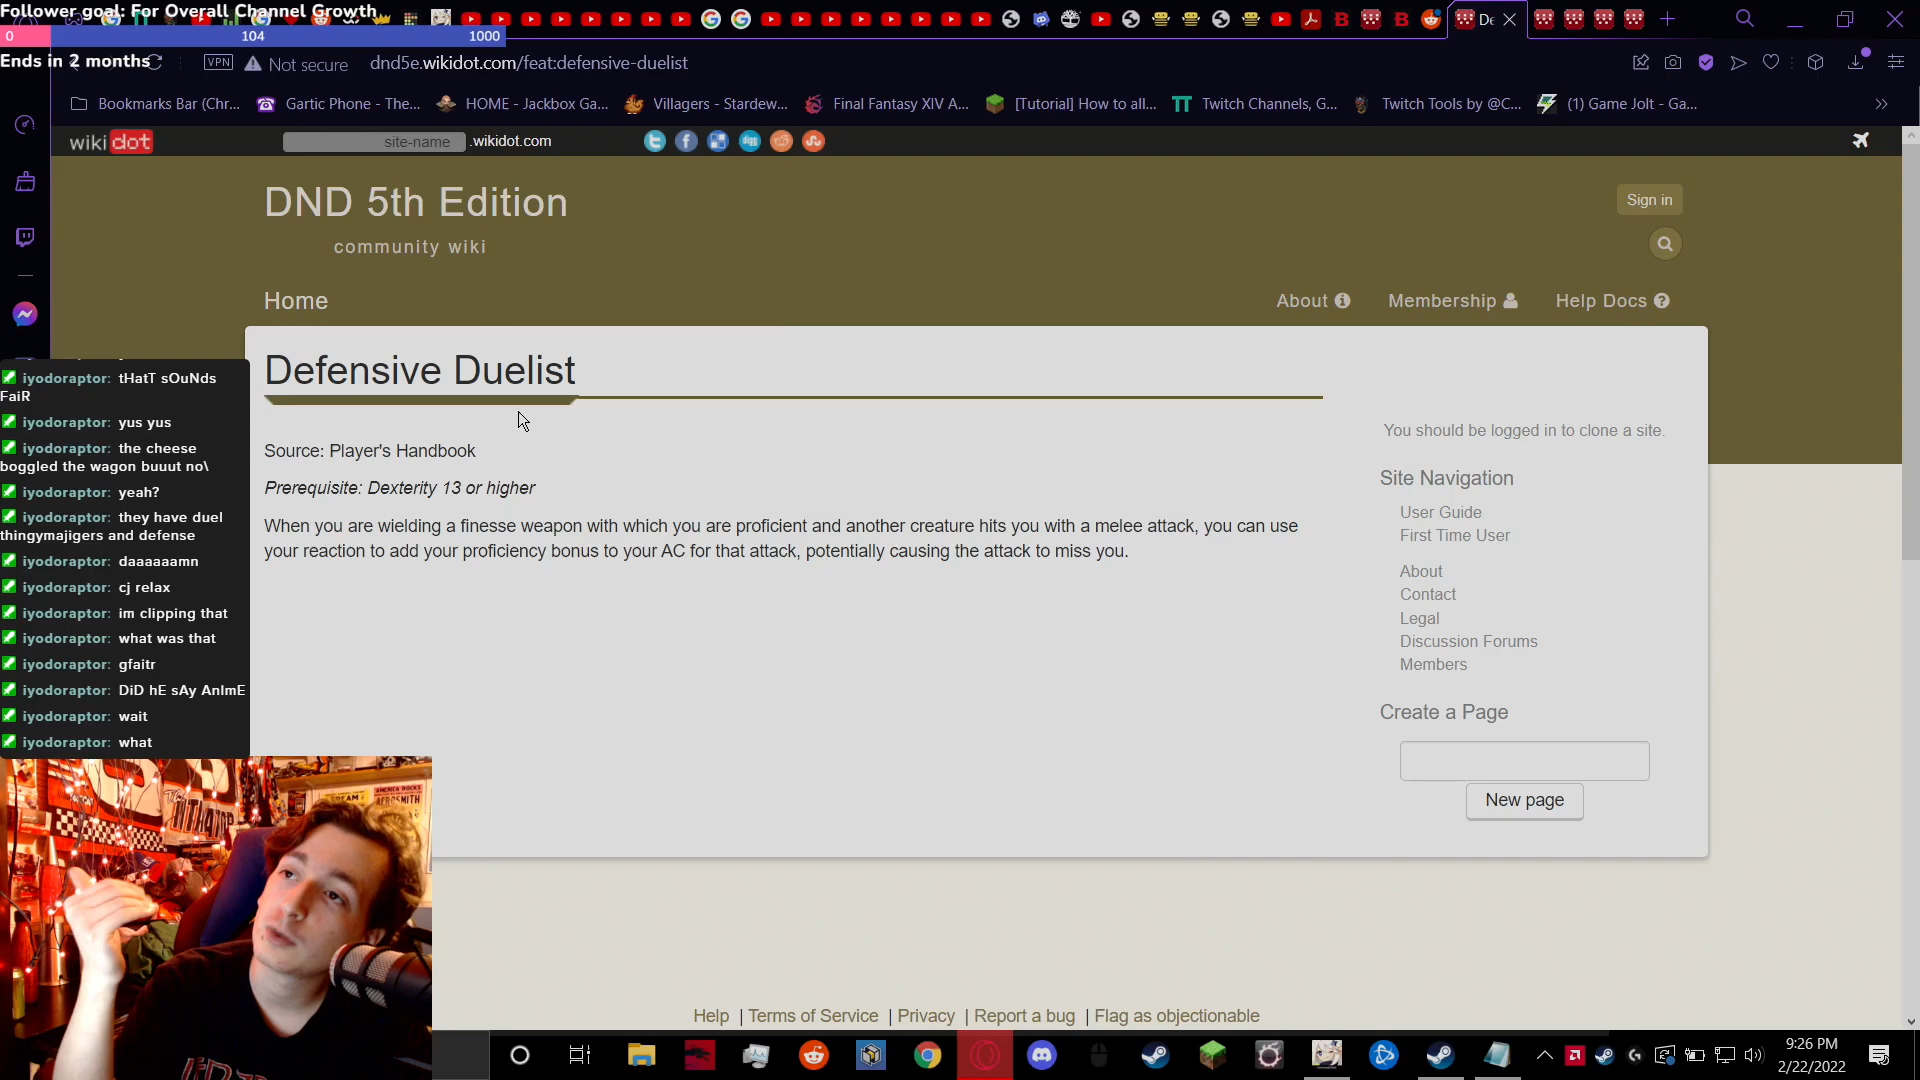 Follower goal: For Overall Channel Growth
0 104 1000
Ends in 2 months
De
VPN Not secure dnd5e.wikidot.com/feat:defensive-duelist
Bookmarks Bar (Chr... Gartic Phone - The... HOME - Jackbox Ga... Villagers - Stardew... Final Fantasy XIV A... [Tutorial] How to all... Twitch Channels, G... Twitch Tools by @C... (1) Game Jolt - Ga...
wikidot site-name .wikidot.com
DND 5th Edition
Sign in
community wiki
Home About Membership Help Docs
Defensive Duelist
Source: Player's Handbook
Prerequisite: Dexterity 13 or higher
When you are wielding a finesse weapon with which you are proficient and another creature hits you with a melee attack, you can use
your reaction to add your proficiency bonus to your AC for that attack, potentially causing the attack to miss you.
You should be logged in to clone a site.
Site Navigation
User Guide
First Time User
About
Contact
Legal
Discussion Forums
Members
Create a Page
New page
iyodoraptor: tHatT sOuNds
FaiR
iyodoraptor: yus yus
iyodoraptor: the cheese
boggled the wagon buuut no\
iyodoraptor: yeah?
iyodoraptor: they have duel
thingymajigers and defense
iyodoraptor: daaaaaamn
iyodoraptor: cj relax
iyodoraptor: im clipping that
iyodoraptor: what was that
iyodoraptor: gfaitr
iyodoraptor: DiD hE sAy AnImE
iyodoraptor: wait
iyodoraptor: what
AMERICA ROCKS
AEROSMITH
Help | Terms of Service | Privacy | Report a bug | Flag as objectionable
9:26 PM
2/22/2022